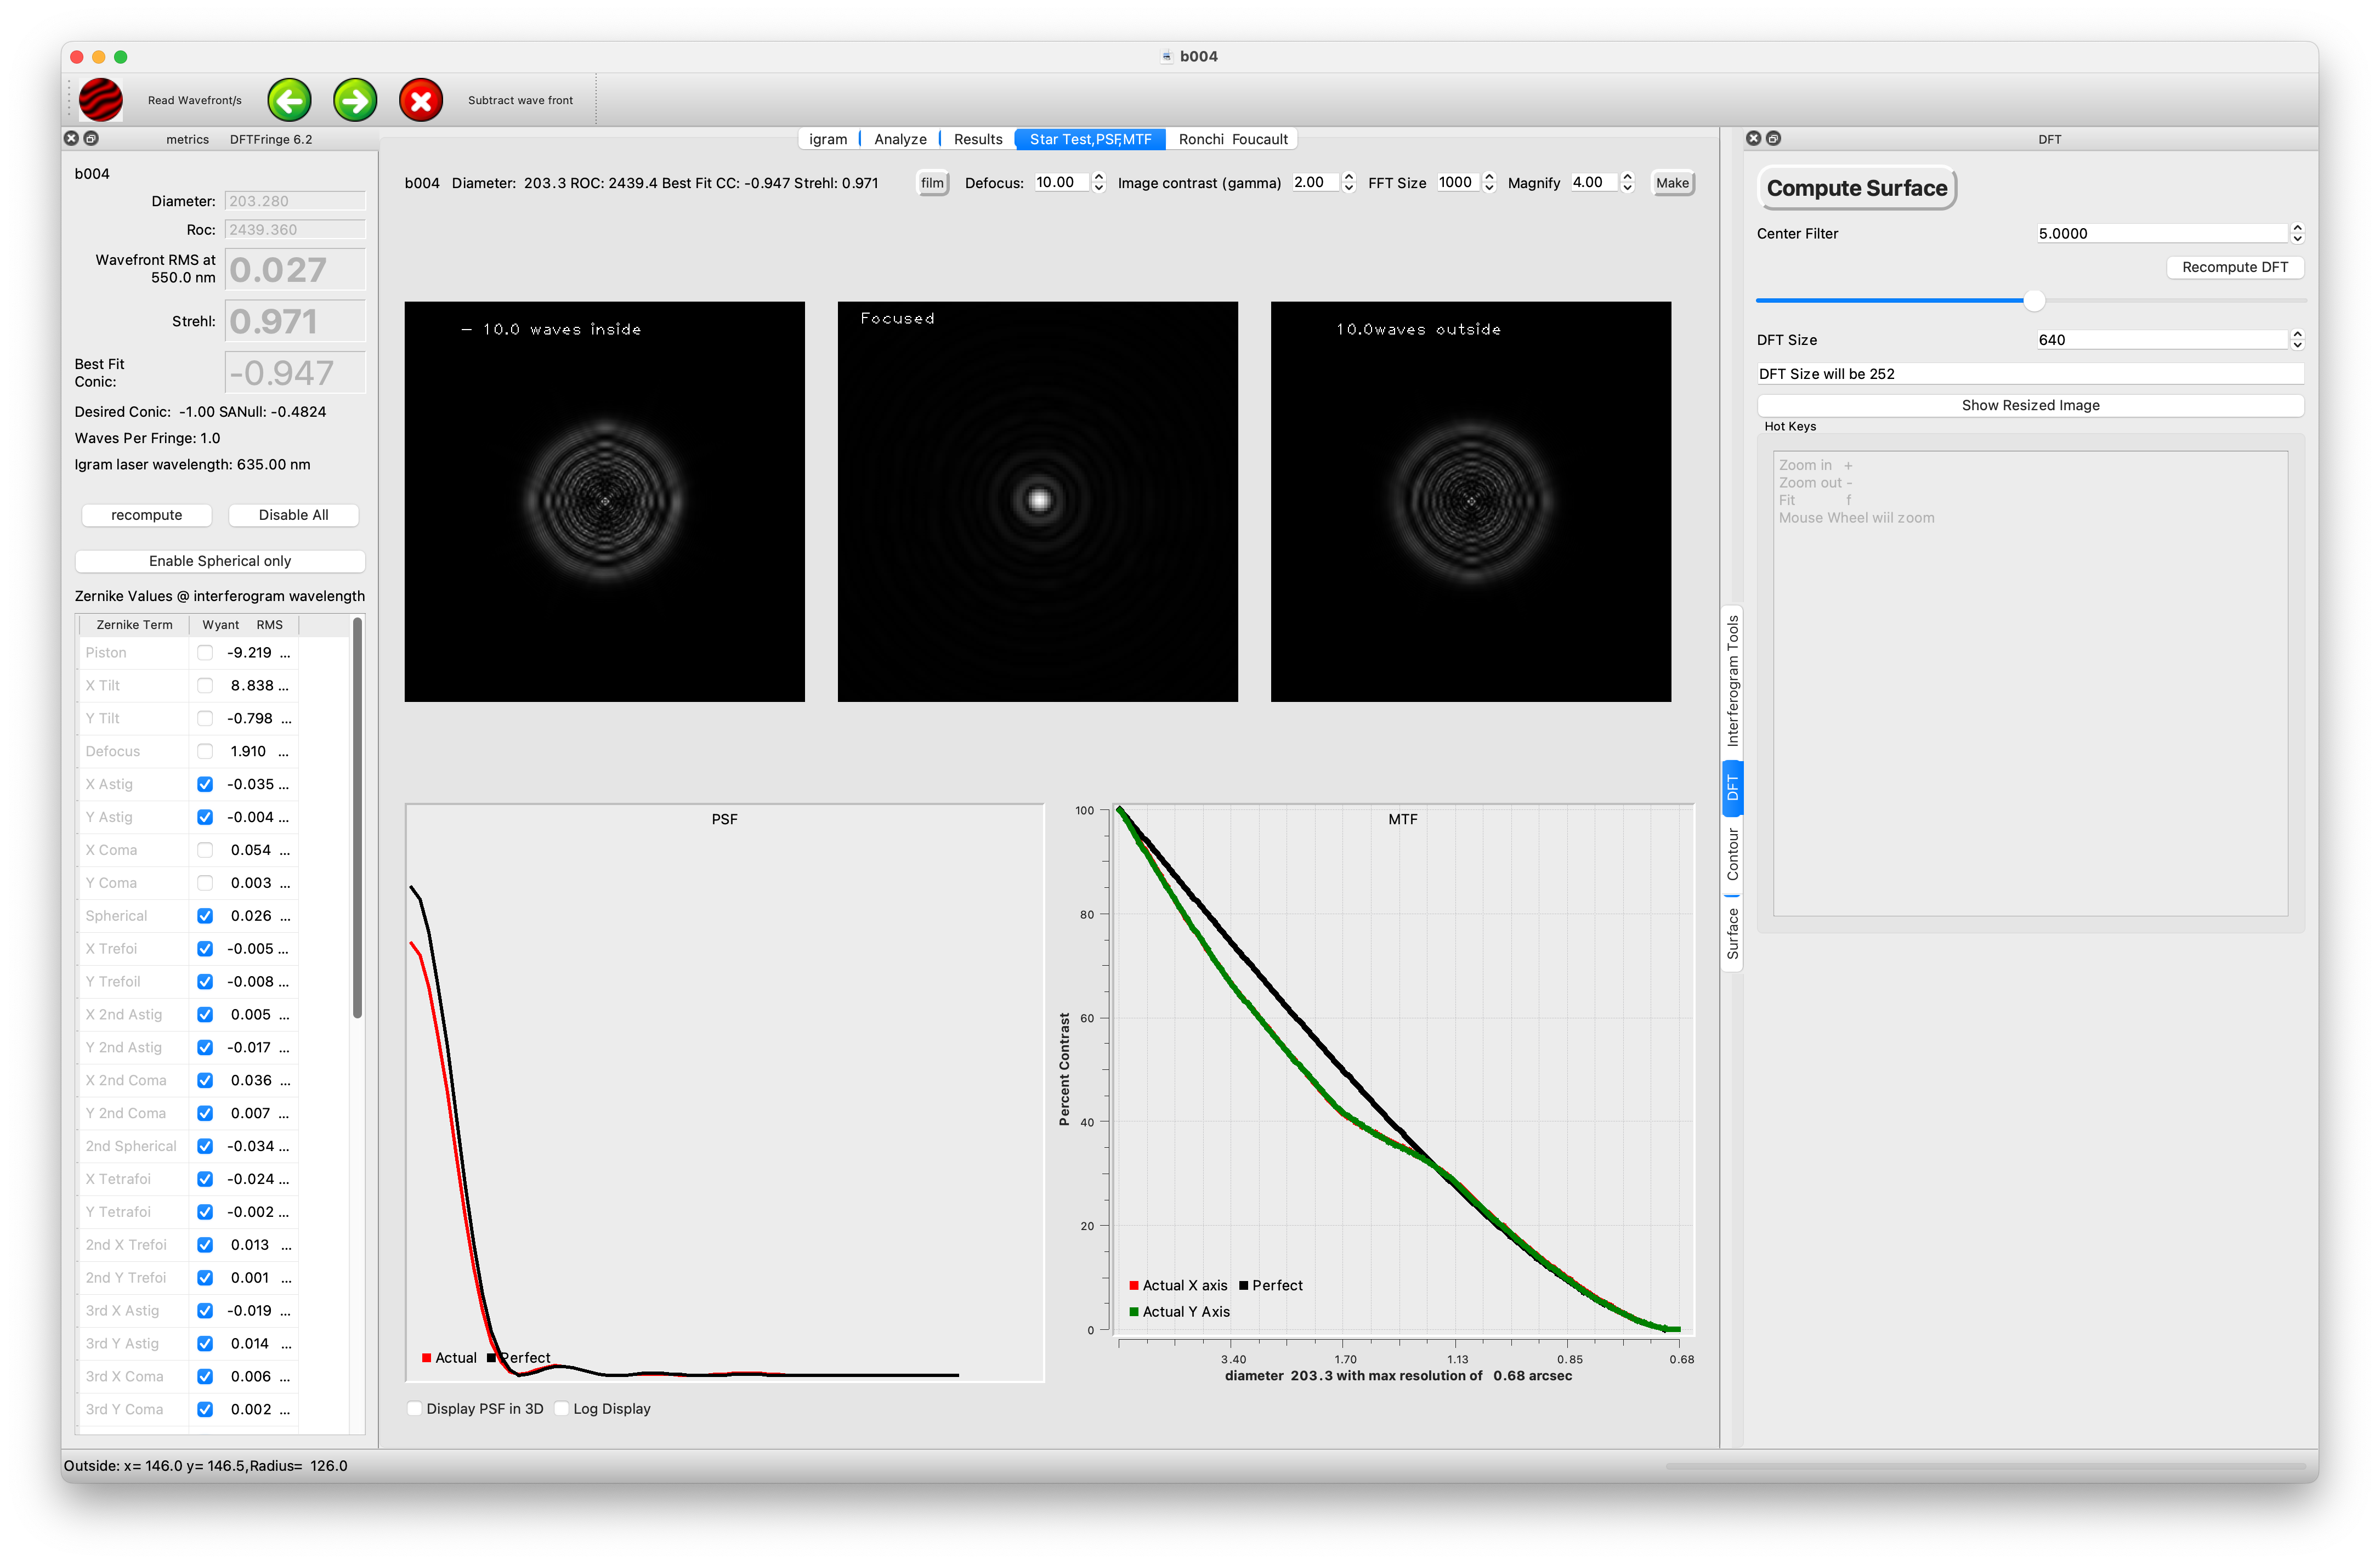 b004
Read Wavefront/s
Subtract wave front
metrics DFTFringe 6.2
igram Analyze Results Star Test,PSF,MTF Ronchi Foucault
DFT
b004
Diameter: 203.280
Roc: 2439.360
Wavefront RMS at
550.0 nm
0.027
Strehl: 0.971
Best Fit
Conic:
-0.947
Desired Conic: -1.00 SANull: -0.4824
Waves Per Fringe: 1.0
Igram laser wavelength: 635.00 nm
recompute Disable All
Enable Spherical only
Zernike Values @ interferogram wavelength
Zernike Term Wyant RMS
Piston -9.219 ...
X Tilt 8.838 ...
Y Tilt -0.798 ...
Defocus 1.910 ...
X Astig -0.035 ...
Y Astig -0.004 ...
X Coma 0.054 ...
Y Coma 0.003 ...
Spherical 0.026 ...
X Trefoi -0.005 ...
Y Trefoil -0.008 ...
X 2nd Astig 0.005 ...
Y 2nd Astig -0.017 ...
X 2nd Coma 0.036 ...
Y 2nd Coma 0.007 ...
2nd Spherical -0.034 ...
X Tetrafoi -0.024 ...
Y Tetrafoi -0.002 ...
2nd X Trefoi 0.013 ...
2nd Y Trefoi 0.001 ...
3rd X Astig -0.019 ...
3rd Y Astig 0.014 ...
3rd X Coma 0.006 ...
3rd Y Coma 0.002 ...
b004 Diameter: 203.3 ROC: 2439.4 Best Fit CC: -0.947 Strehl: 0.971 film Defocus: 10.00 Image contrast (gamma) 2.00 FFT Size 1000 Magnify 4.00 Make
- 10.0 waves inside
Focused
10.0waves outside
PSF
Actual Perfect
Display PSF in 3D Log Display
MTF
Percent Contrast
100
80
60
40
20
0
Actual X axis Perfect
Actual Y Axis
3.40 1.70 1.13 0.85 0.68
diameter 203.3 with max resolution of 0.68 arcsec
Interferogram Tools
DFT
Contour
Surface
Compute Surface
Center Filter 5.0000
Recompute DFT
DFT Size 640
DFT Size will be 252
Show Resized Image
Hot Keys
Zoom in +
Zoom out -
Fit f
Mouse Wheel wiil zoom
Outside: x= 146.0 y= 146.5,Radius= 126.0